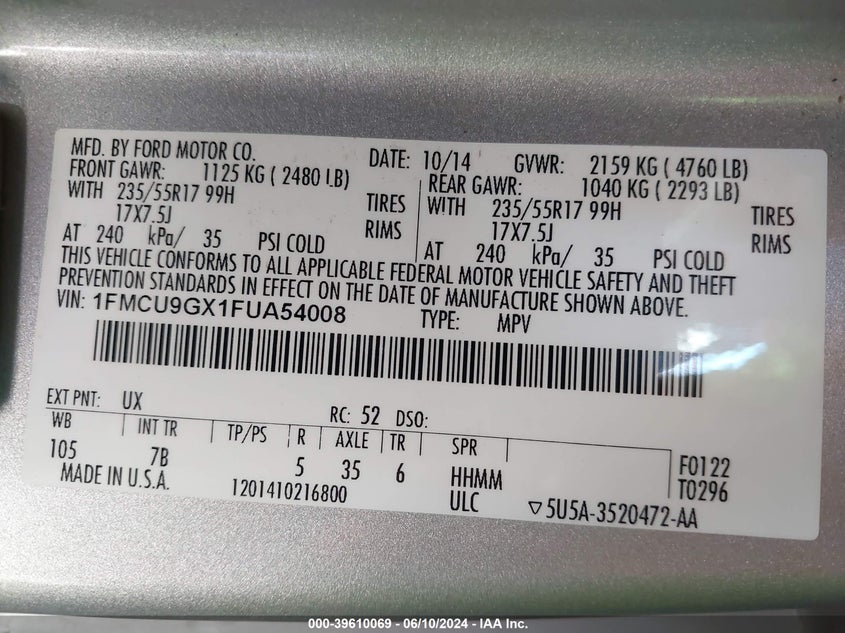 MFD. BY FORD MOTOR CO. DATE: 10/14 GVWR: 2159 KG ( 4760 LB)
FRONT GAWR: 1125 KG ( 2480 LB) REAR GAWR: 1040 KG ( 2293 LB)
WITH 235/55R17 99H TIRES WITH 235/55R17 99H TIRES
17X7.5J RIMS 17X7.5J RIMS
AT 240 kPa/ 35 PSI COLD AT 240 kPa/ 35 PSI COLD
THIS VEHICLE CONFORMS TO ALL APPLICABLE FEDERAL MOTOR VEHICLE SAFETY AND THEFT
PREVENTION STANDARDS IN EFFECT ON THE DATE OF MANUFACTURE SHOWN ABOVE.
VIN: 1FMCU9GX1FUA54008 TYPE: MPV
EXT PNT: UX RC: 52 DSO:
WB INT TR TP/PS R AXLE TR SPR
105 7B 5 35 6 HHMM F0122
MADE IN U.S.A. 1201410216800 ULC T0296
▽5U5A-3520472-AA
000-39610069 - 06/10/2024 - IAA Inc.